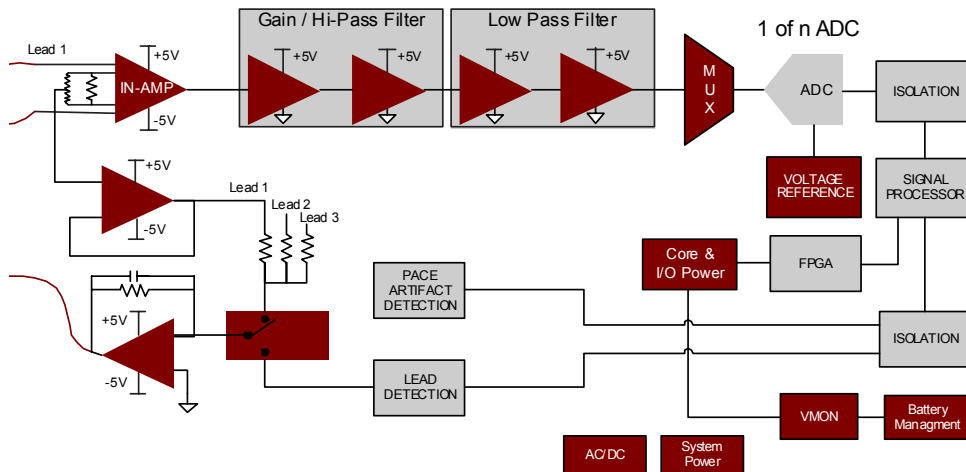 Gain / Hi-Pass Filter
Low Pass Filter
1 of n ADC
Lead 1
+5V
IN-AMP
-5V
+5V
+5V
+5V
+5V
MUX
ADC
ISOLATION
VOLTAGE
REFERENCE
SIGNAL
PROCESSOR
+5V
-5V
Lead 1
Lead 2
Lead 3
Core &
I/O Power
FPGA
PACE
ARTIFACT
DETECTION
+5V
-5V
ISOLATION
LEAD
DETECTION
VMON
Battery
Managment
AC/DC
System
Power